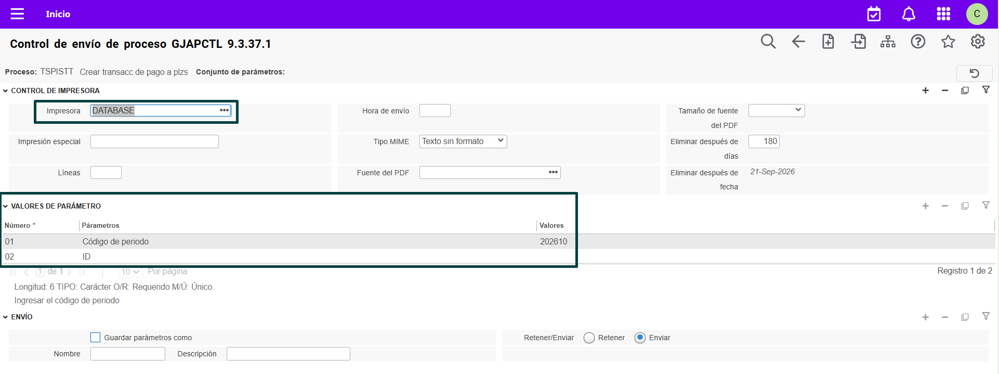 Inicio
C
Control de envío de proceso GJAPCTL 9.3.37.1
Proceso: TSPISTT Crear transacc de pago a plzs Conjunto de parámetros:
CONTROL DE IMPRESORA
Impresora DATABASE ••• Hora de envío Tamaño de fuente del PDF
Impresión especial Tipo MIME Texto sin formato Eliminar después de días 180
Líneas Fuente del PDF ••• Eliminar después de fecha 21-Sep-2026
VALORES DE PARÁMETRO
Número * Párametros Valores
01 Código de periodo 202610
02 ID
1 de 1 10 Por página Registro 1 de 2
Longitud: 6 TIPO: Carácter O/R: Requerido M/Ú: Único
Ingresar el código de periodo
ENVÍO
Guardar parámetros como Retener/Enviar Retener Enviar
Nombre Descripción